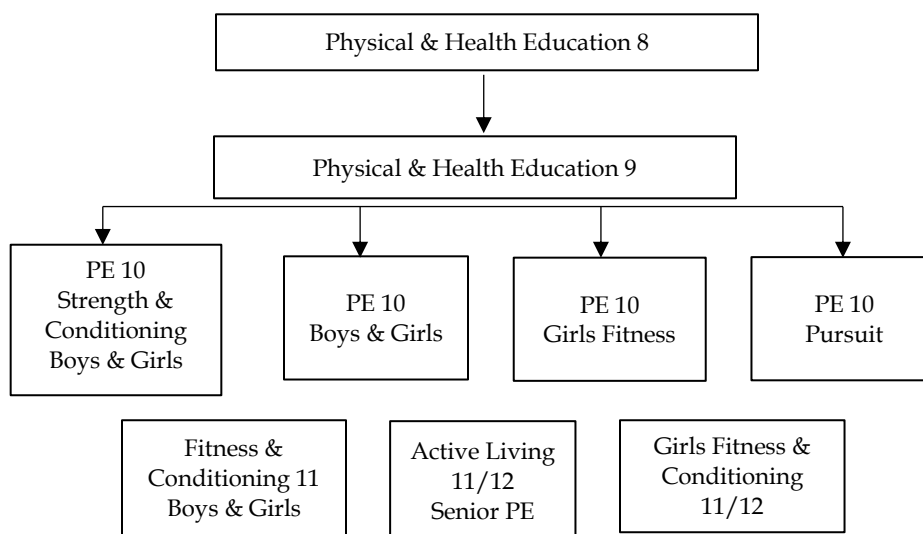 Physical & Health Education 8
Physical & Health Education 9
PE 10
Strength &
Conditioning
Boys & Girls
PE 10
Boys & Girls
PE 10
Girls Fitness
PE 10
Pursuit
Fitness &
Conditioning 11
Boys & Girls
Active Living
11/12
Senior PE
Girls Fitness &
Conditioning
11/12